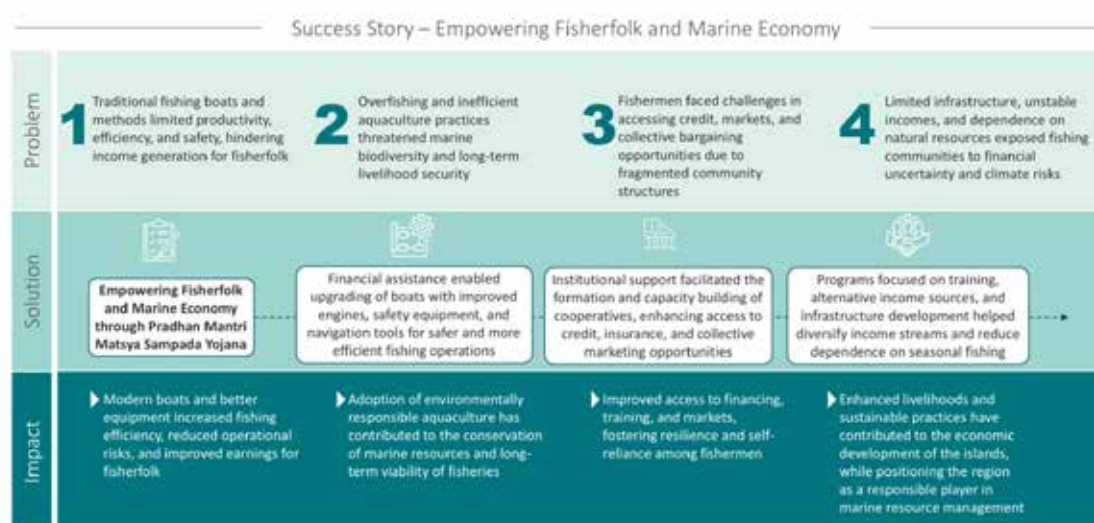 Success Story – Empowering Fisherfolk and Marine Economy
Problem
1
Traditional fishing boats and
methods limited productivity,
efficiency, and safety, hindering
income generation for fisherfolk
2
Overfishing and inefficient
aquaculture practices
threatened marine
biodiversity and long-term
livelihood security
3
Fishermen faced challenges in
accessing credit, markets, and
collective bargaining
opportunities due to
fragmented community
structures
4
Limited infrastructure, unstable
incomes, and dependence on
natural resources exposed fishing
communities to financial
uncertainty and climate risks
Solution
Empowering Fisherfolk
and Marine Economy
through Pradhan Mantri
Matsya Sampada Yojana
Financial assistance enabled
upgrading of boats with improved
engines, safety equipment, and
navigation tools for safer and more
efficient fishing operations
Institutional support facilitated the
formation and capacity building of
cooperatives, enhancing access to
credit, insurance, and collective
marketing opportunities
Programs focused on training,
alternative income sources, and
infrastructure development helped
diversify income streams and reduce
dependence on seasonal fishing
Impact
Modern boats and better
equipment increased fishing
efficiency, reduced operational
risks, and improved earnings for
fisherfolk
Adoption of environmentally
responsible aquaculture has
contributed to the conservation
of marine resources and long-
term viability of fisheries
Improved access to financing,
training, and markets,
fostering resilience and self-
reliance among fishermen
Enhanced livelihoods and
sustainable practices have
contributed to the economic
development of the islands,
while positioning the region
as a responsible player in
marine resource management